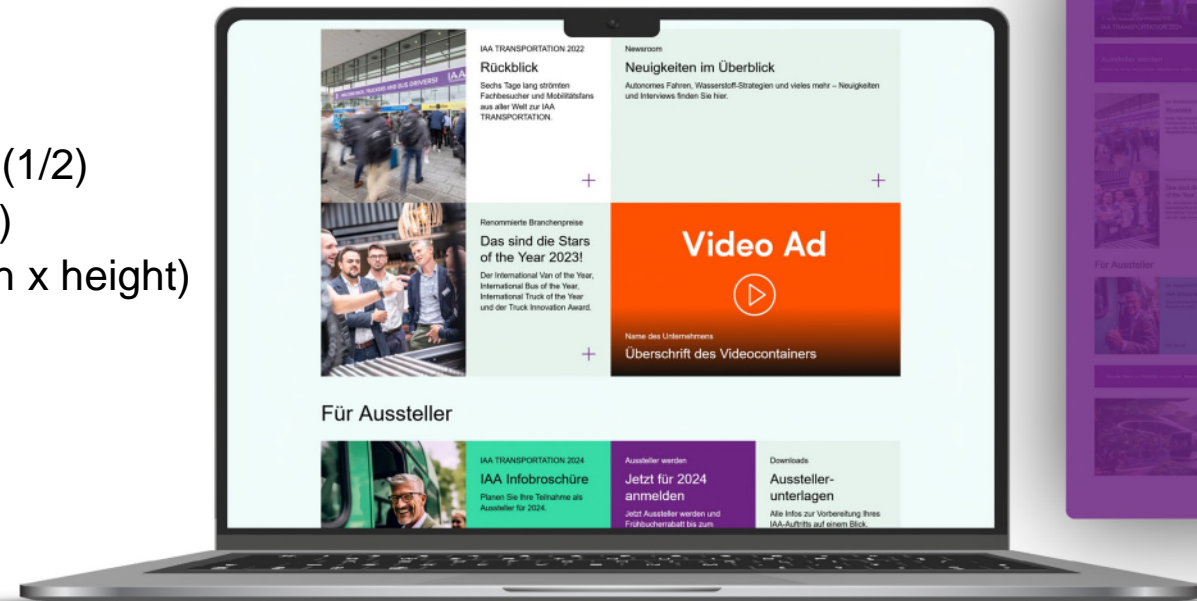 (1/2)
)
x height)
IAA TRANSPORTATION 2022
Rückblick
Sechs Tage lang strömten
Fachbesucher und Mobilitätsfans
aus aller Welt zur IAA
TRANSPORTATION.
Newsroom
Neuigkeiten im Überblick
Autonomes Fahren, Wasserstoff-Strategien und vieles mehr – Neuigkeiten
und Interviews finden Sie hier.
Renommierte Branchenpreise
Das sind die Stars
of the Year 2023!
Der International Van of the Year,
International Bus of the Year,
International Truck of the Year
und der Truck Innovation Award.
Video Ad
Name des Unternehmens
Überschrift des Videocontainers
Für Aussteller
IAA TRANSPORTATION 2024
IAA Infobroschüre
Planen Sie Ihre Teilnahme als
Aussteller für 2024.
Aussteller werden
Jetzt für 2024
anmelden
Jetzt Aussteller werden und
Frühbucherrabatt bis zum
Downloads
Aussteller-
unterlagen
Alle Infos zur Vorbereitung Ihres
IAA-Auftritts auf einem Blick.
IAA TRANSPORTATION 2024
Aussteller werden
Für Aussteller